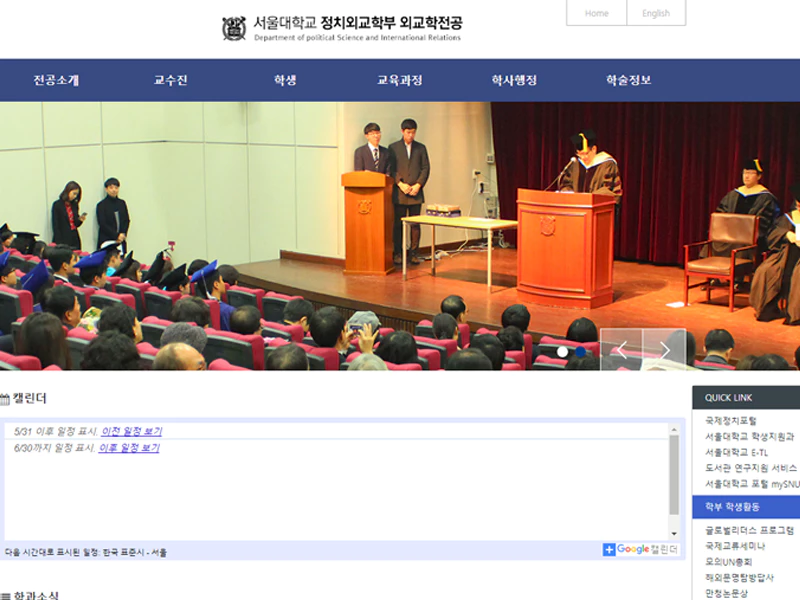 서울대학교 정치외교학부 외교학전공
Department of political Science and International Relations
Home
English
전공소개
교수진
학생
교육과정
학사행정
학술정보
캘린더
5/31 이후 일정 표시. 이전 일정 보기
6/30까지 일정 표시. 이후 일정 보기
다음 시간대로 표시된 일정: 한국 표준시 - 서울
Google 캘린더
QUICK LINK
국제정치포털
서울대학교 학생지원과
서울대학교 E-TL
도서관 연구지원 서비스
서울대학교 포털 mySNU
학부 학생활동
글로벌리더스 프로그램
국제교류세미나
모의UN총회
해외문명탐방답사
만정논문상
학과소식